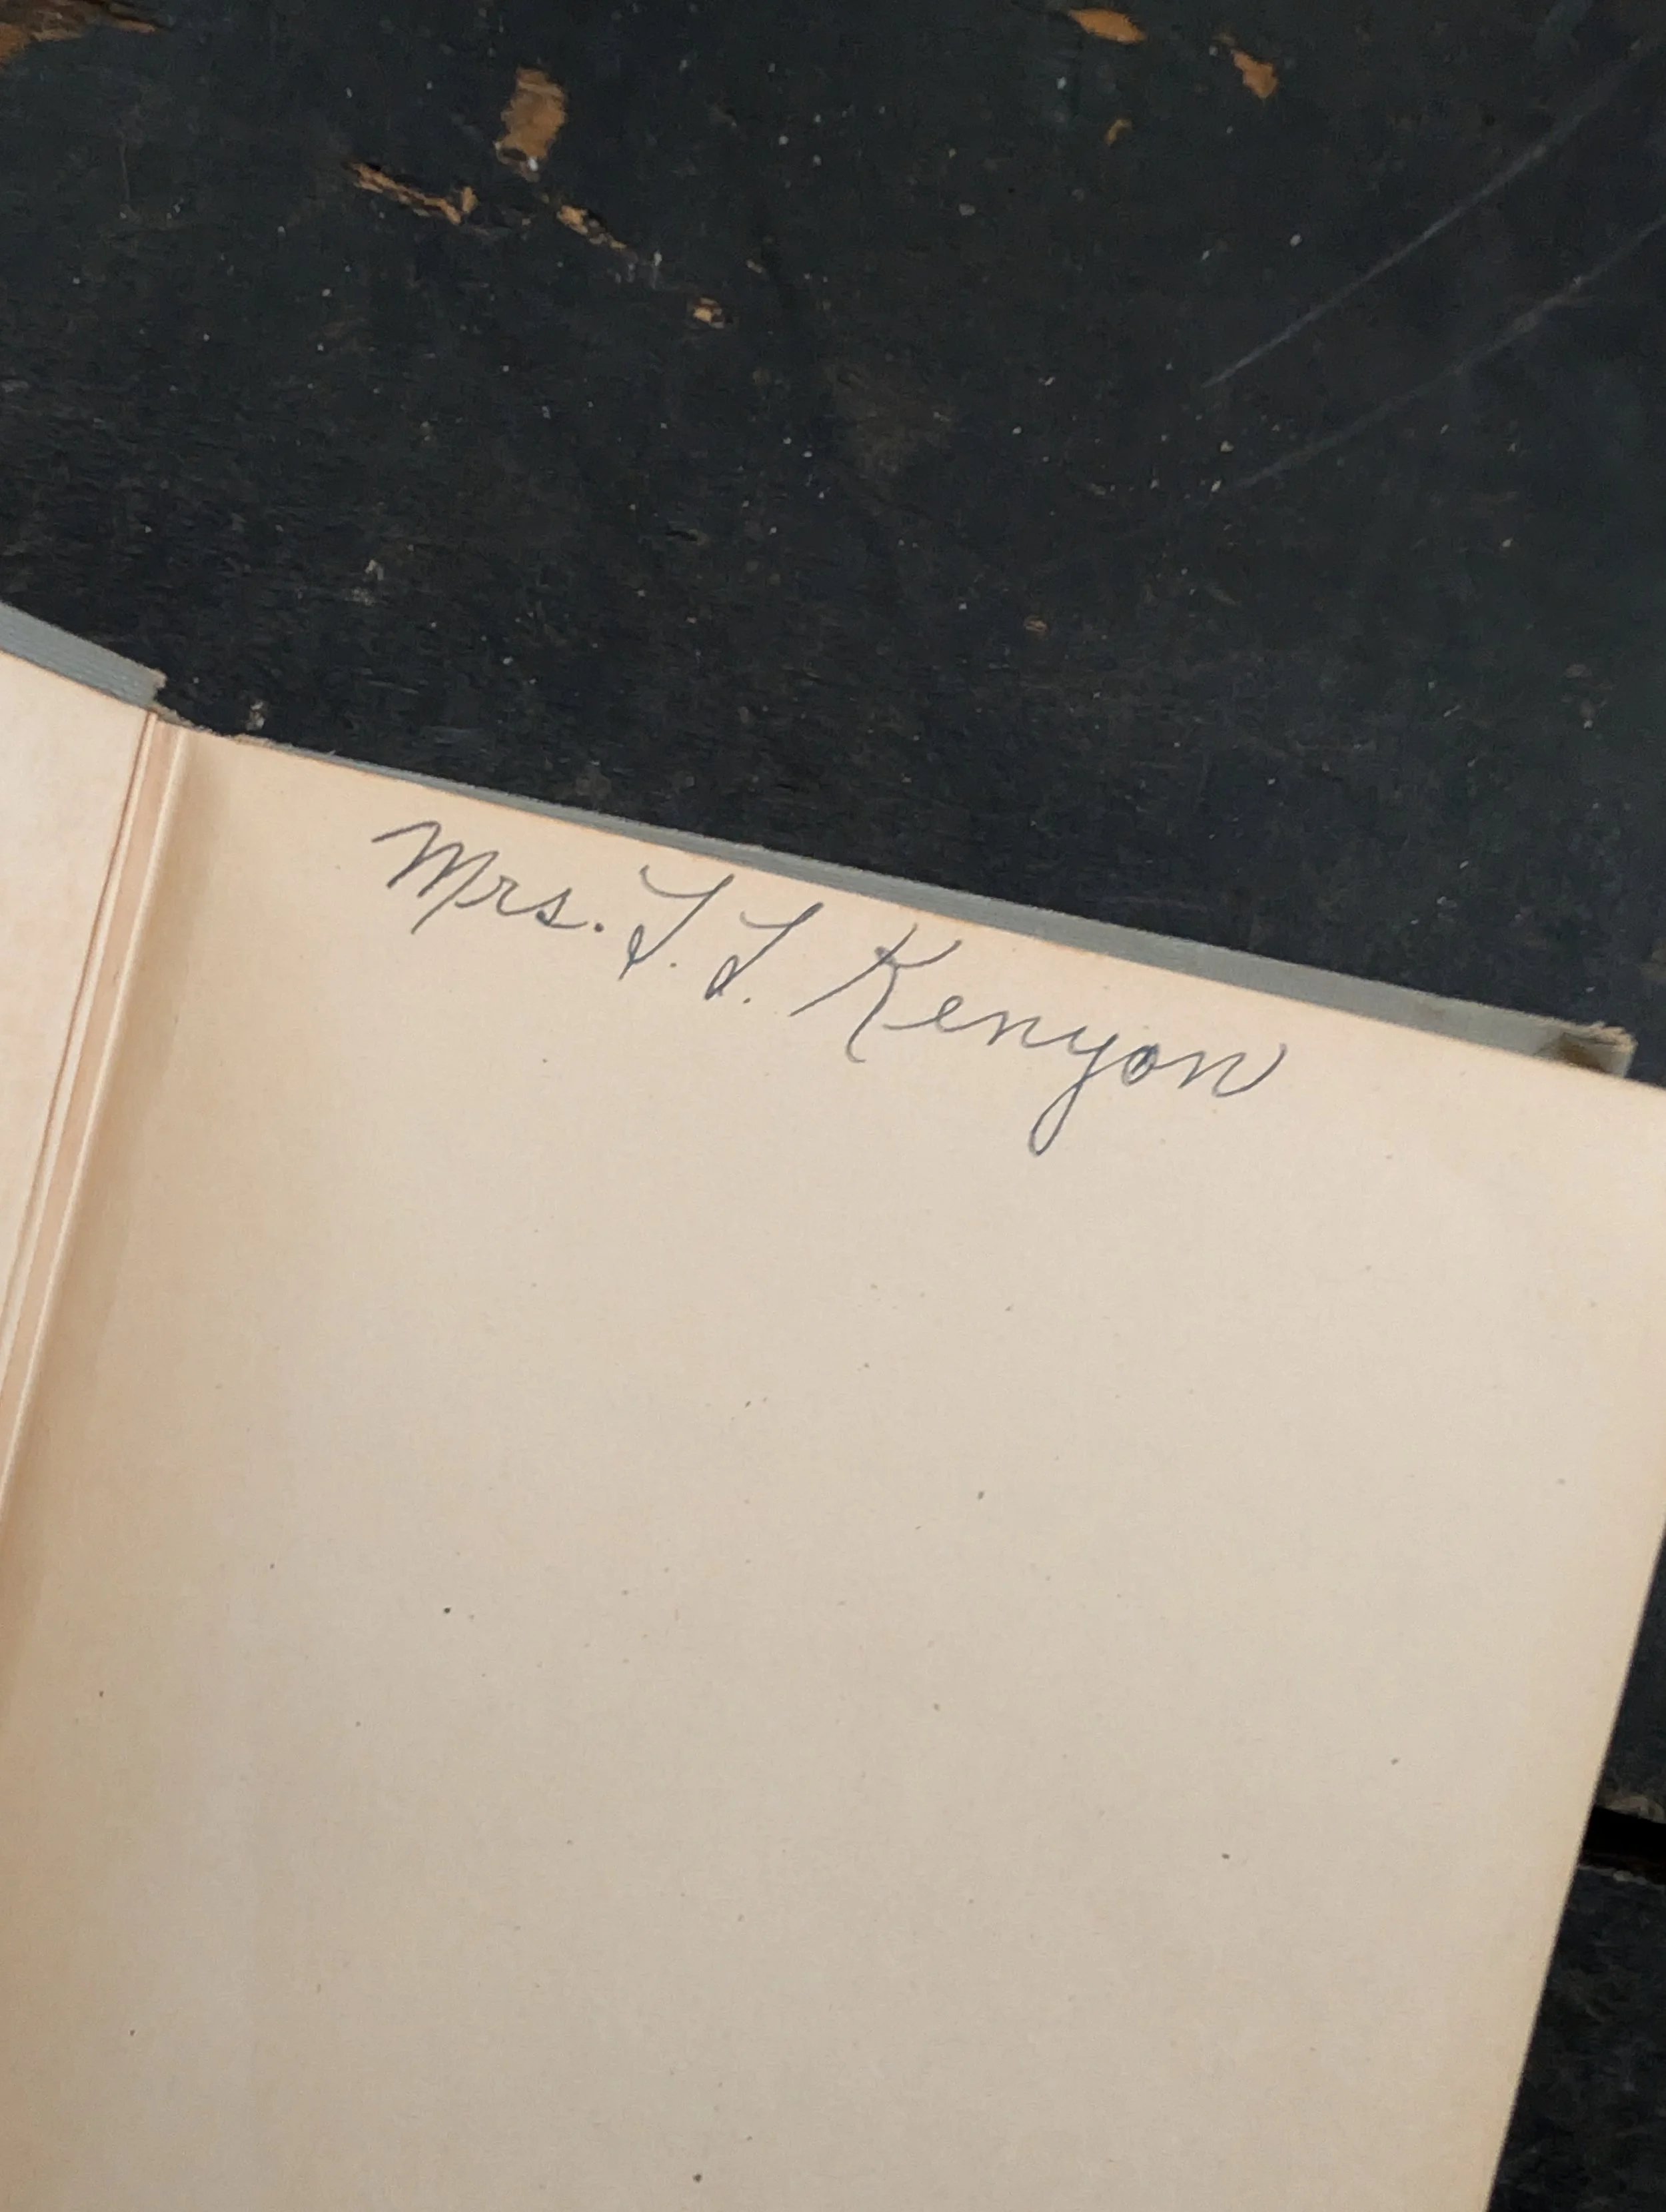 Mrs. L. L. Kenyon